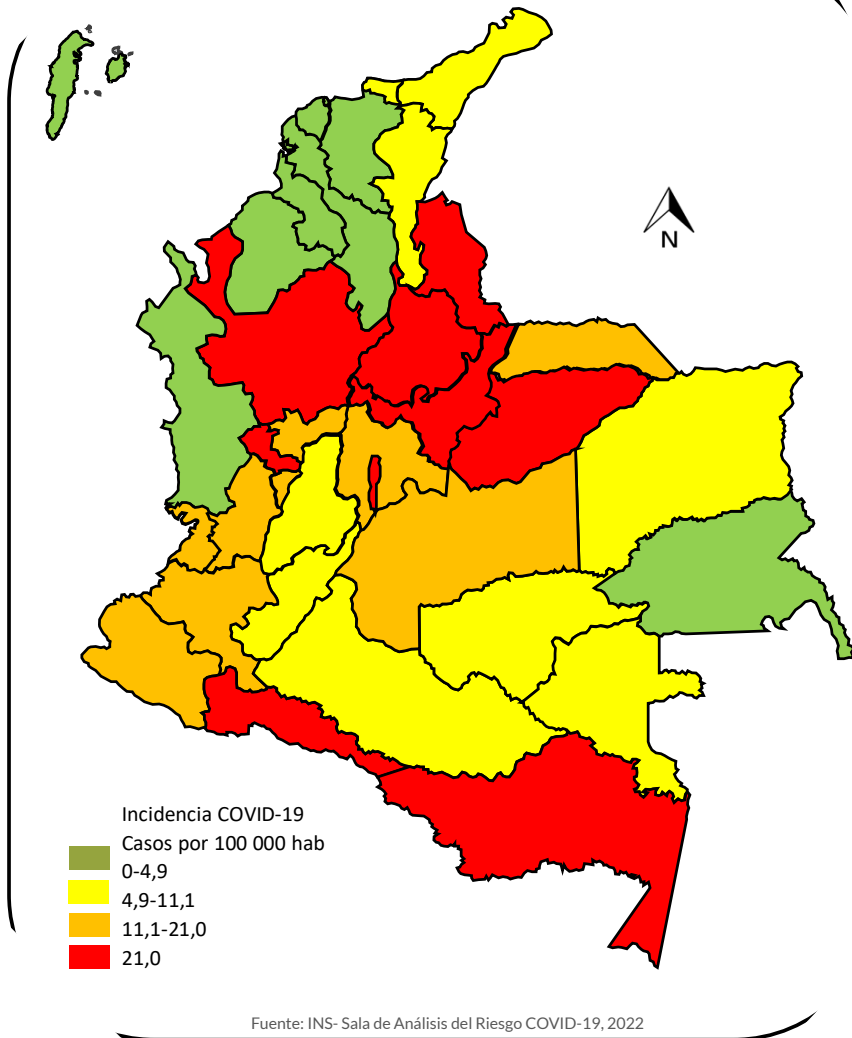 N
Incidencia COVID-19
Casos por 100 000 hab
0-4,9
4,9-11,1
11,1-21,0
21,0
Fuente: INS- Sala de Análisis del Riesgo COVID-19, 2022